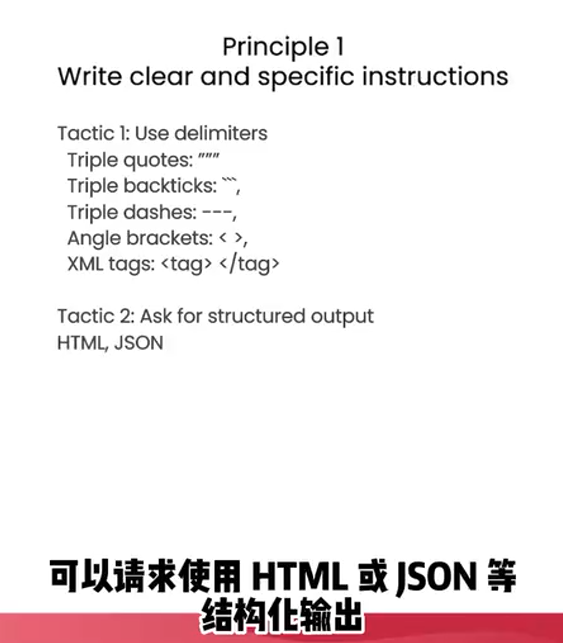 Principle 1
Write clear and specific instructions
Tactic 1: Use delimiters
Triple quotes: ”””
Triple backticks: ```,
Triple dashes: ---,
Angle brackets: < >,
XML tags: <tag> </tag>
Tactic 2: Ask for structured output
HTML, JSON
可以请求使用 HTML 或 JSON 等
结构化输出